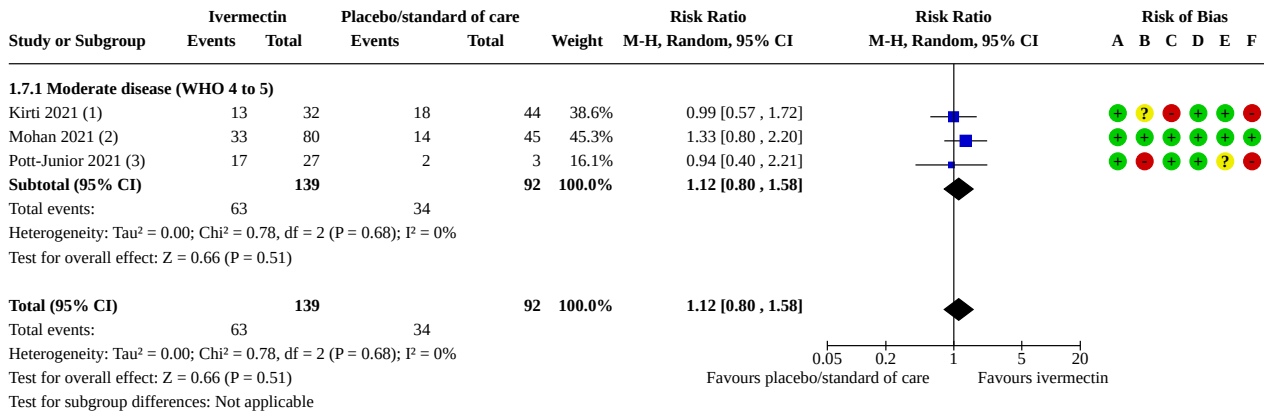 Ivermectin Placebo/standard of care Risk Ratio Risk Ratio Risk of Bias
Study or Subgroup Events Total Events Total Weight M-H, Random, 95% CI M-H, Random, 95% CI A B C D E F
1.7.1 Moderate disease (WHO 4 to 5)
Kirti 2021 (1) 13 32 18 44 38.6% 0.99 [0.57 , 1.72] + ? - + + -
Mohan 2021 (2) 33 80 14 45 45.3% 1.33 [0.80 , 2.20] + + + + + +
Pott-Junior 2021 (3) 17 27 2 3 16.1% 0.94 [0.40 , 2.21] + - + + ? -
Subtotal (95% CI) 139 92 100.0% 1.12 [0.80 , 1.58]
Total events: 63 34
Heterogeneity: Tau² = 0.00; Chi² = 0.78, df = 2 (P = 0.68); I² = 0%
Test for overall effect: Z = 0.66 (P = 0.51)
Total (95% CI) 139 92 100.0% 1.12 [0.80 , 1.58]
Total events: 63 34
Heterogeneity: Tau² = 0.00; Chi² = 0.78, df = 2 (P = 0.68); I² = 0%
0.05 0.2 1 5 20
Test for overall effect: Z = 0.66 (P = 0.51) Favours placebo/standard of care Favours ivermectin
Test for subgroup differences: Not applicable